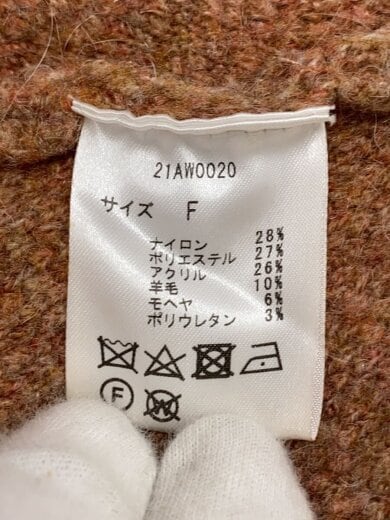 21AW0020
サイズ F
ナイロン 28%
ポリエステル 27%
アクリル 26%
羊毛 10%
モヘヤ 6%
ポリウレタン 3%
F W